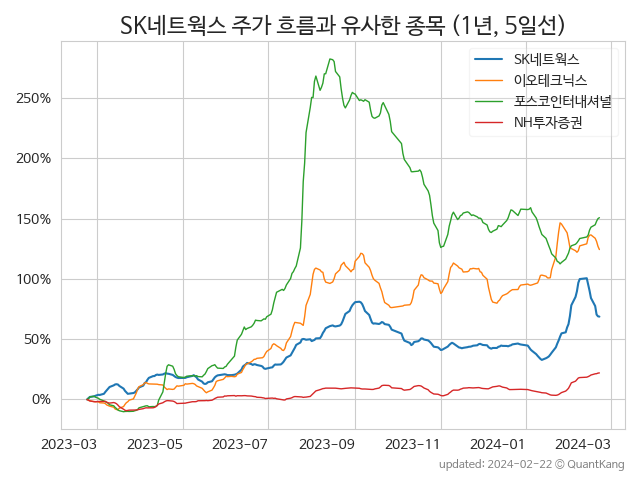 SK네트웍스 주가 흐름과 유사한 종목 (1년, 5일선)
SK네트웍스
이오테크닉스
포스코인터내셔널
NH투자증권
250%
200%
150%
100%
50%
0%
2023-03 2023-05 2023-07 2023-09 2023-11 2024-01 2024-03
updated: 2024-02-22 © QuantKang